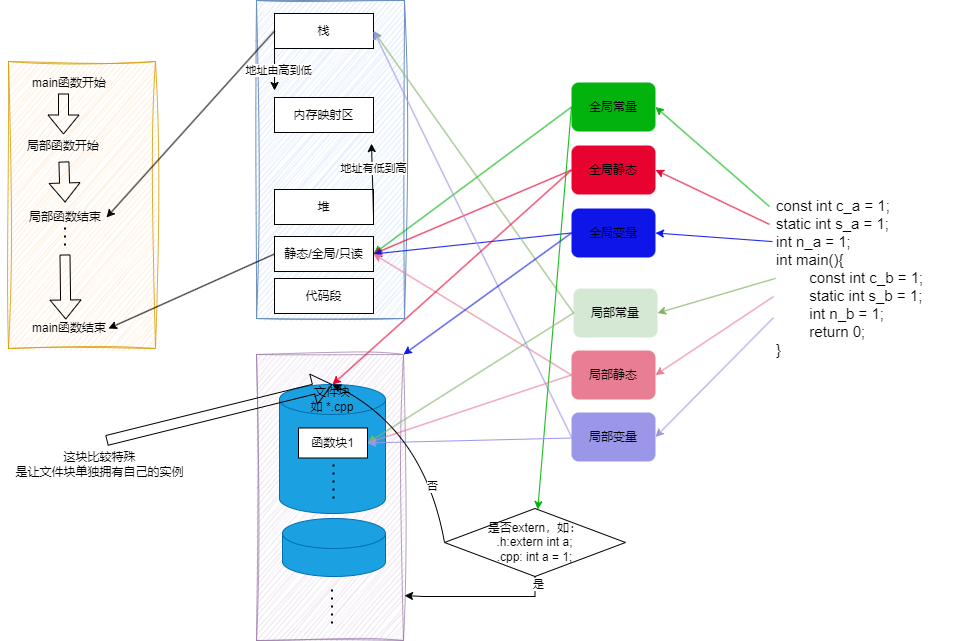 main函数开始
局部函数开始
局部函数结束
main函数结束
栈
地址由高到低
内存映射区
地址有低到高
堆
静态/全局/只读
代码段
全局常量
全局静态
全局变量
局部常量
局部静态
局部变量
const int c_a = 1;
static int s_a = 1;
int n_a = 1;
int main(){
const int c_b = 1;
static int s_b = 1;
int n_b = 1;
return 0;
}
文件块
如 *.cpp
函数块1
这块比较特殊
是让文件块单独拥有自己的实例
否
是否extern，如：
.h:extern int a;
.cpp: int a = 1;
是